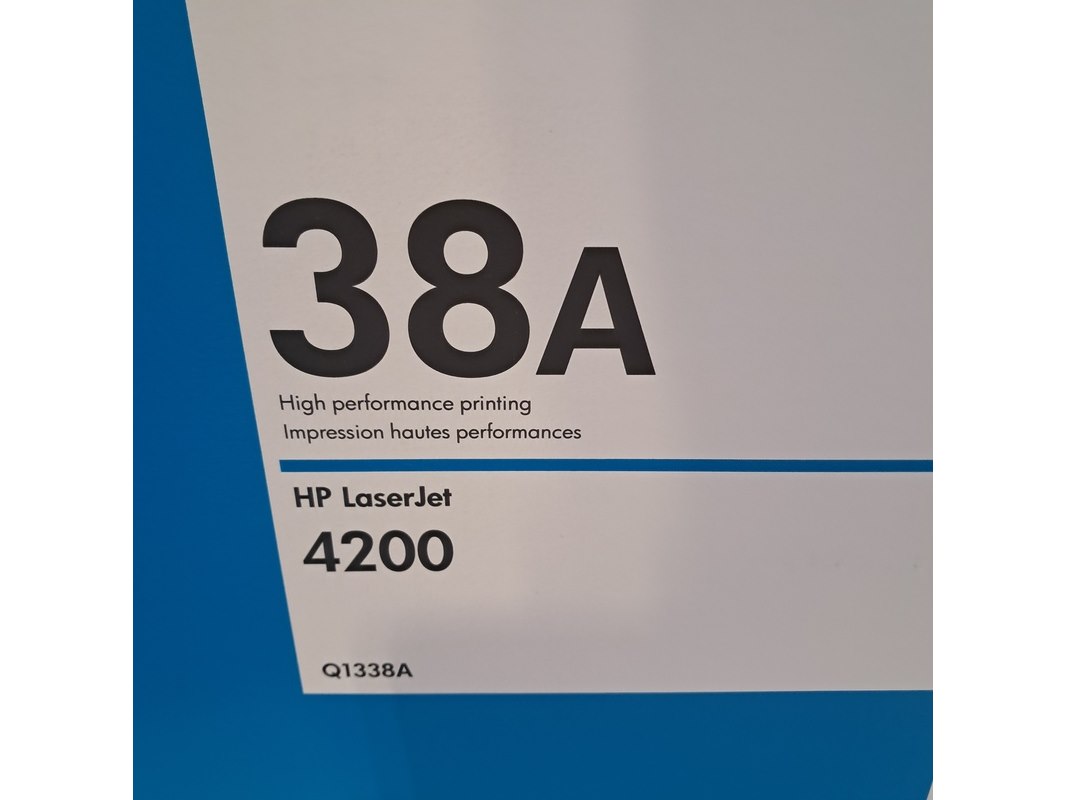 38A
High performance printing
Impression hautes performances
HP LaserJet
4200
Q1338A